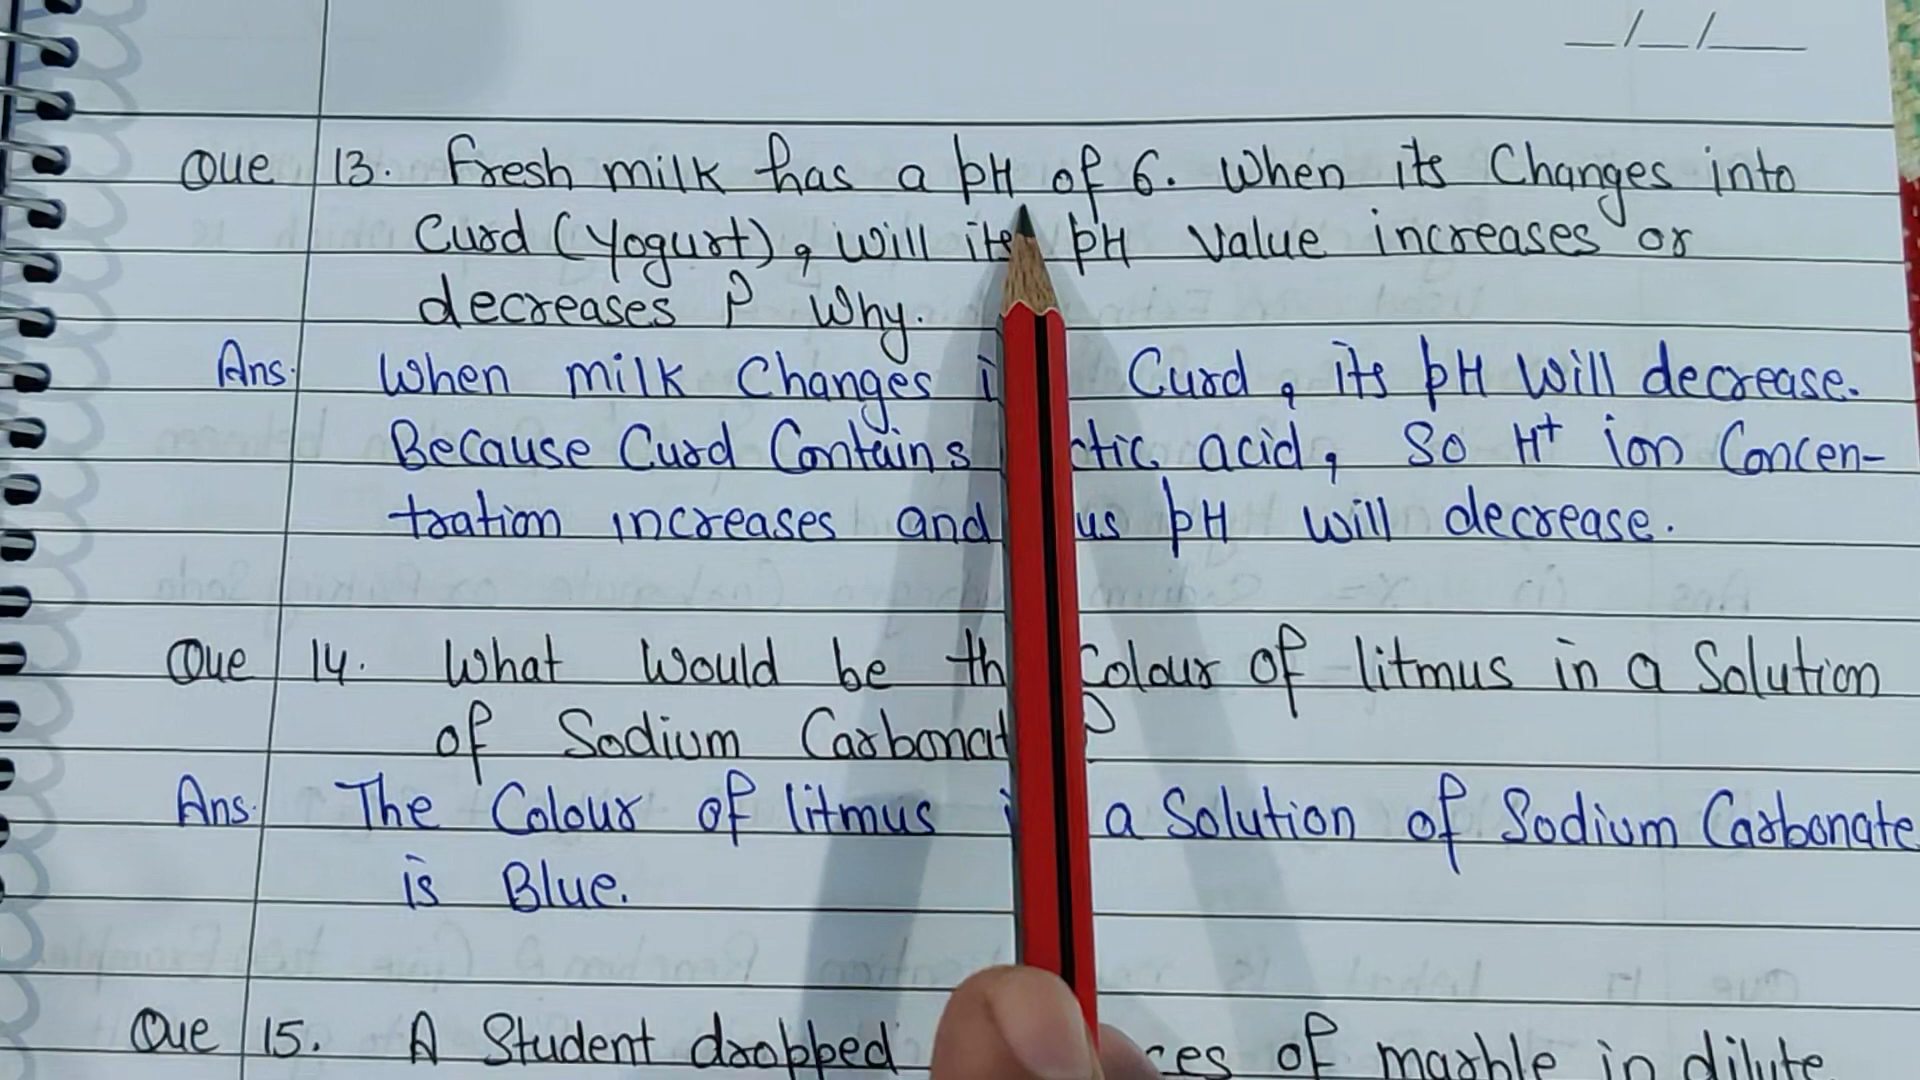 _/_/__
Que 13. Fresh milk has a pH of 6. When its Changes into
Curd (Yogurt), will its pH Value increases or
decreases ? Why.
Ans. When milk Changes i Curd, its pH will decrease.
Because Curd Contains ctic acid, So H+ ion Concen-
tration increases and us pH will decrease.
Que 14. What Would be th Colour of litmus in a Solution
of Sodium Carbonat ?
Ans. The Colour of litmus i a Solution of Sodium Carbonate
is Blue.
Que 15. A Student dropped ces of marble in dilute